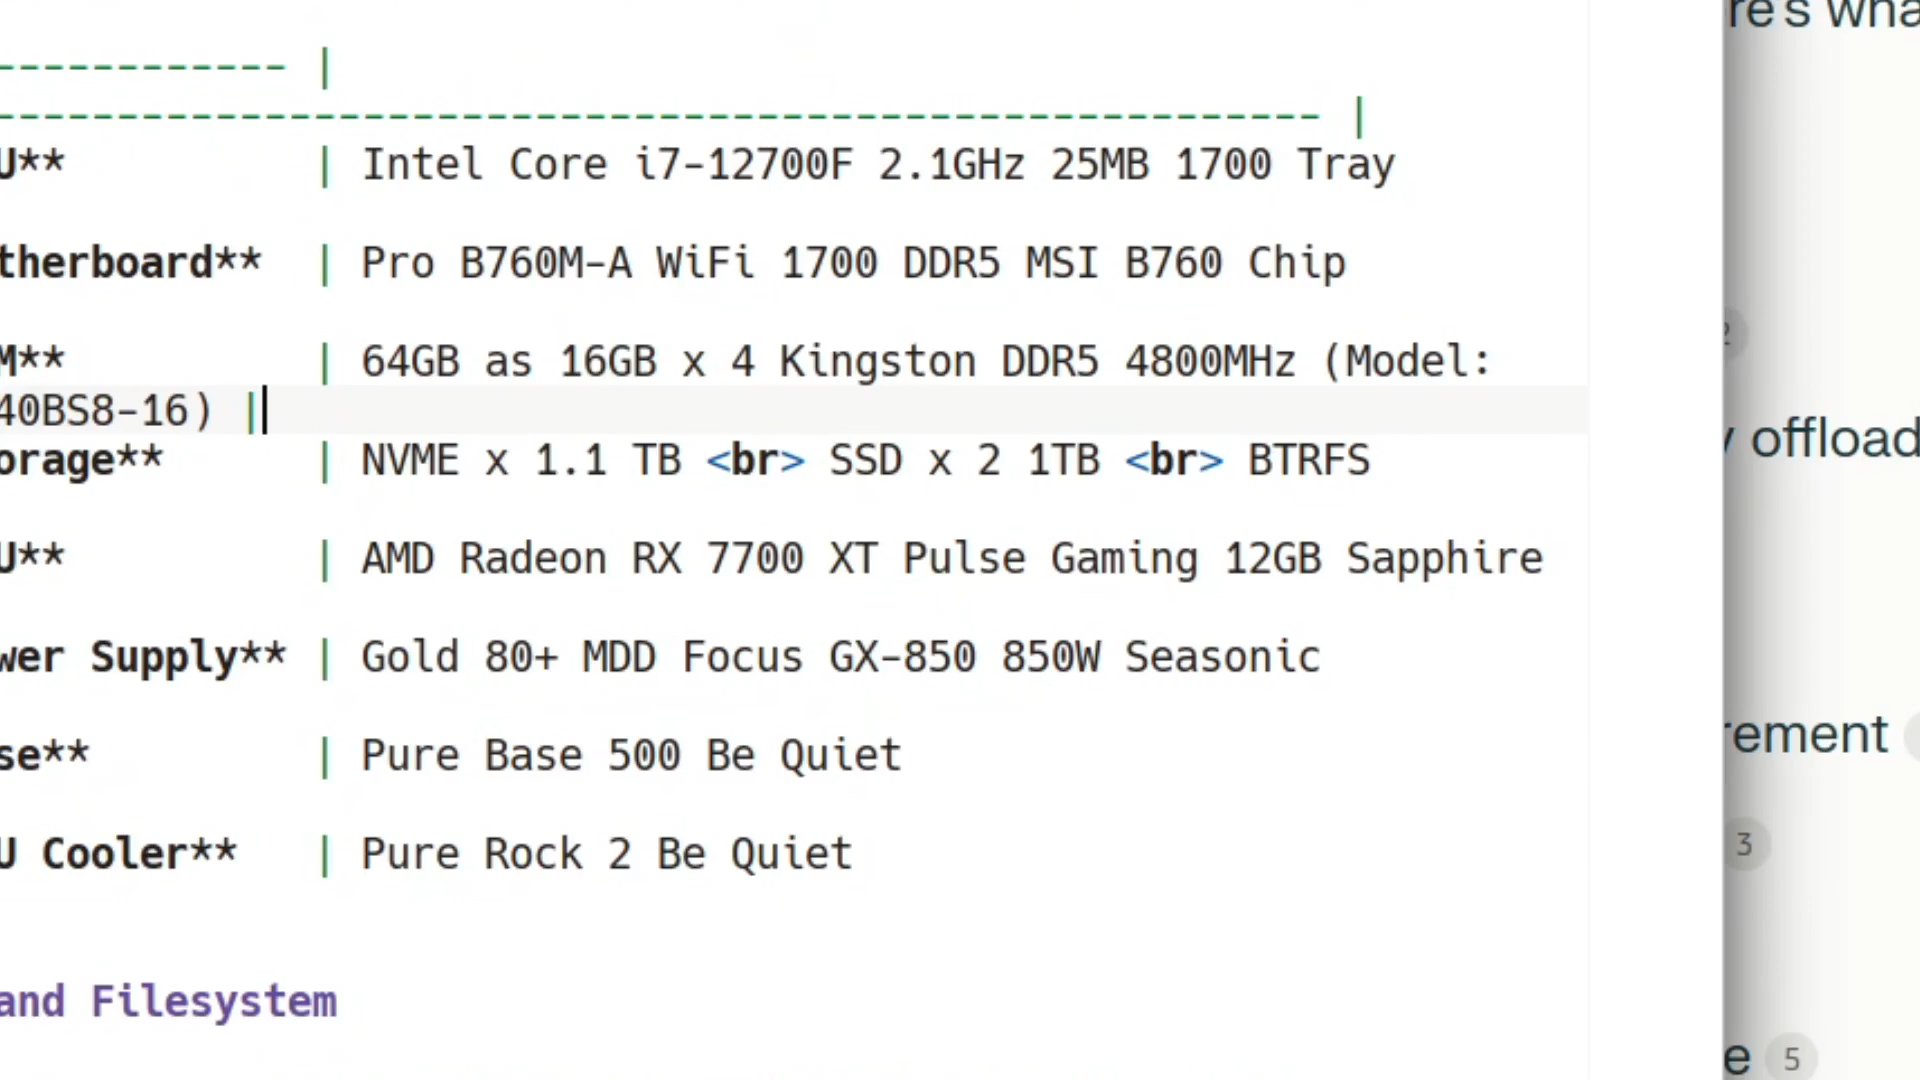 re's wha
------------ |
------------------------------------------------------ |
U** | Intel Core i7-12700F 2.1GHz 25MB 1700 Tray
therboard** | Pro B760M-A WiFi 1700 DDR5 MSI B760 Chip
M** | 64GB as 16GB x 4 Kingston DDR5 4800MHz (Model:
40BS8-16) |
orage** | NVME x 1.1 TB <br> SSD x 2 1TB <br> BTRFS
U** | AMD Radeon RX 7700 XT Pulse Gaming 12GB Sapphire
wer Supply** | Gold 80+ MDD Focus GX-850 850W Seasonic
se** | Pure Base 500 Be Quiet
U Cooler** | Pure Rock 2 Be Quiet
and Filesystem
2
y offload
rement
3
e 5